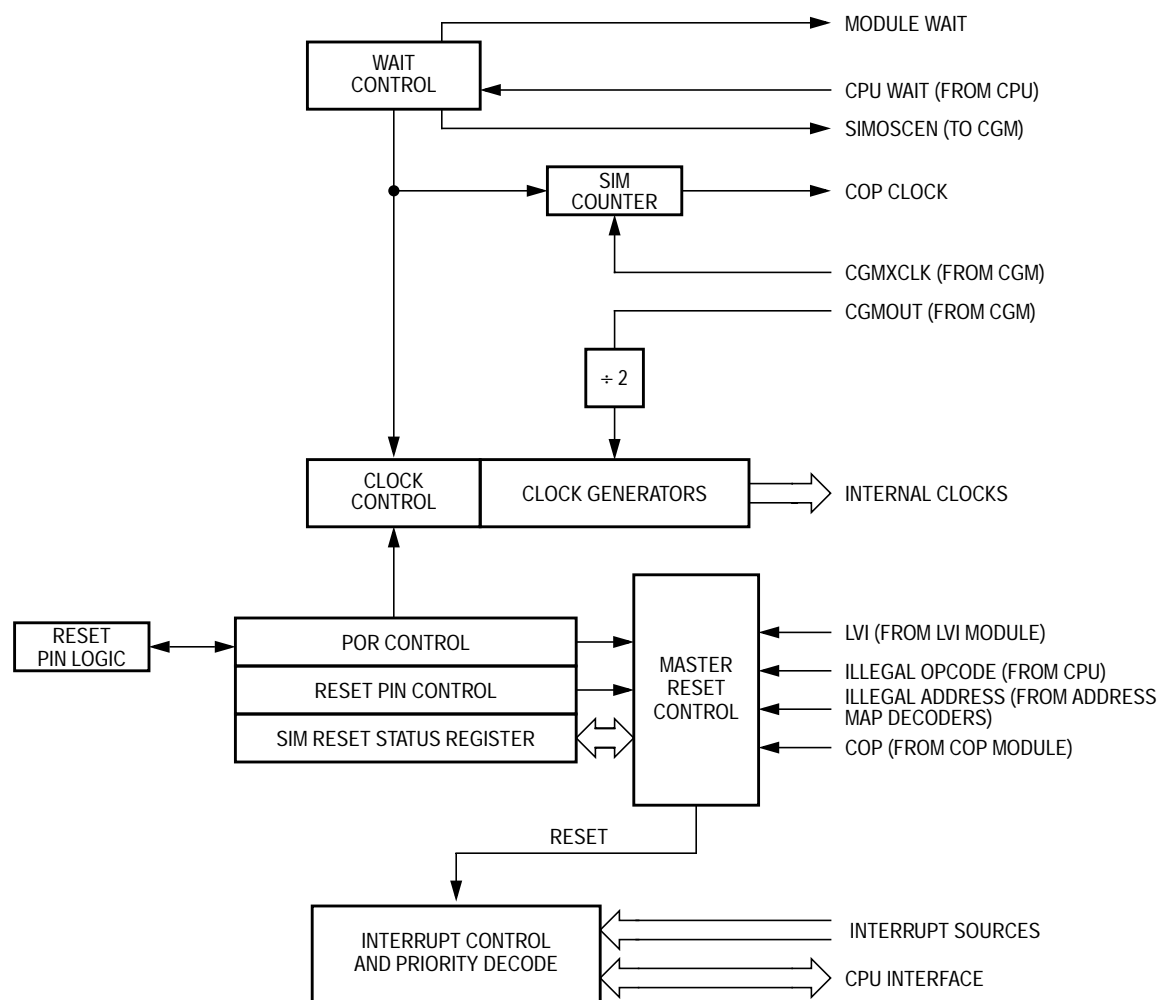 MODULE WAIT
WAIT
CONTROL
CPU WAIT (FROM CPU)
SIMOSCEN (TO CGM)
SIM
COUNTER
COP CLOCK
CGMXCLK (FROM CGM)
CGMOUT (FROM CGM)
÷ 2
CLOCK
CONTROL
CLOCK GENERATORS
INTERNAL CLOCKS
RESET
PIN LOGIC
POR CONTROL
RESET PIN CONTROL
SIM RESET STATUS REGISTER
MASTER
RESET
CONTROL
LVI (FROM LVI MODULE)
ILLEGAL OPCODE (FROM CPU)
ILLEGAL ADDRESS (FROM ADDRESS
MAP DECODERS)
COP (FROM COP MODULE)
RESET
INTERRUPT CONTROL
AND PRIORITY DECODE
INTERRUPT SOURCES
CPU INTERFACE